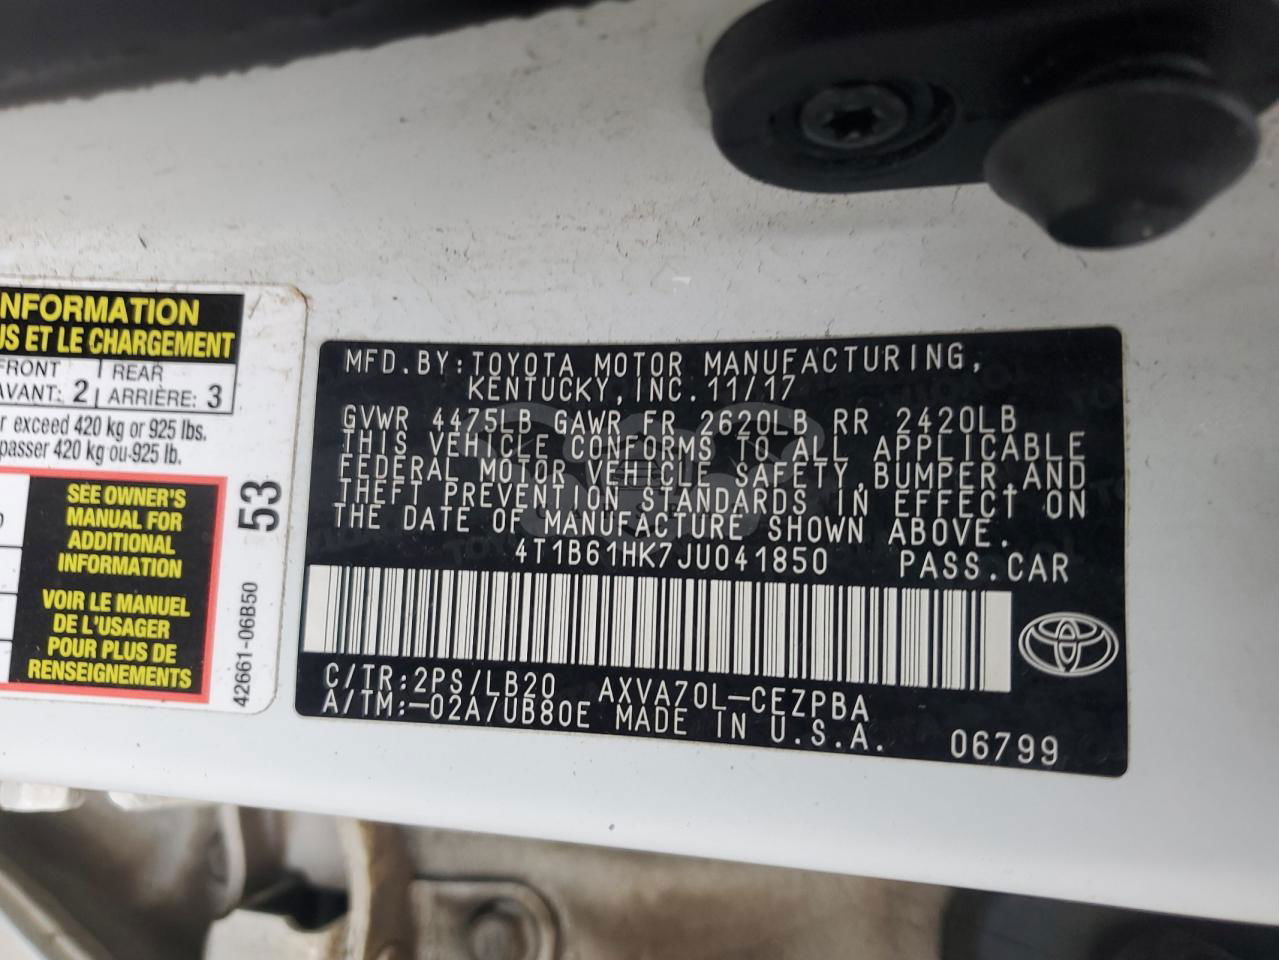 NFORMATION
US ET LE CHARGEMENT
FRONT REAR
AVANT: 2 ARRIÈRE: 3
r exceed 420 kg or 925 lbs.
passer 420 kg ou 925 lb.
SEE OWNER'S
MANUAL FOR
ADDITIONAL
INFORMATION
VOIR LE MANUEL
DE L'USAGER
POUR PLUS DE
RENSEIGNEMENTS
53
42661-06B50
MFD.BY:TOYOTA MOTOR MANUFACTURING,
KENTUCKY,INC.11/17
GVWR 4475LB GAWR FR 2620LB RR 2420LB
THIS VEHICLE CONFORMS TO ALL APPLICABLE
FEDERAL MOTOR VEHICLE SAFETY,BUMPER,AND
THEFT PREVENTION STANDARDS IN EFFECT ON
THE DATE OF MANUFACTURE SHOWN ABOVE.
4T1B61HK7JU041850 PASS.CAR
C/TR:2PS/LB20 AXVA70L-CEZPBA
A/TM:-02A/UB80E MADE IN U.S.A. 06799